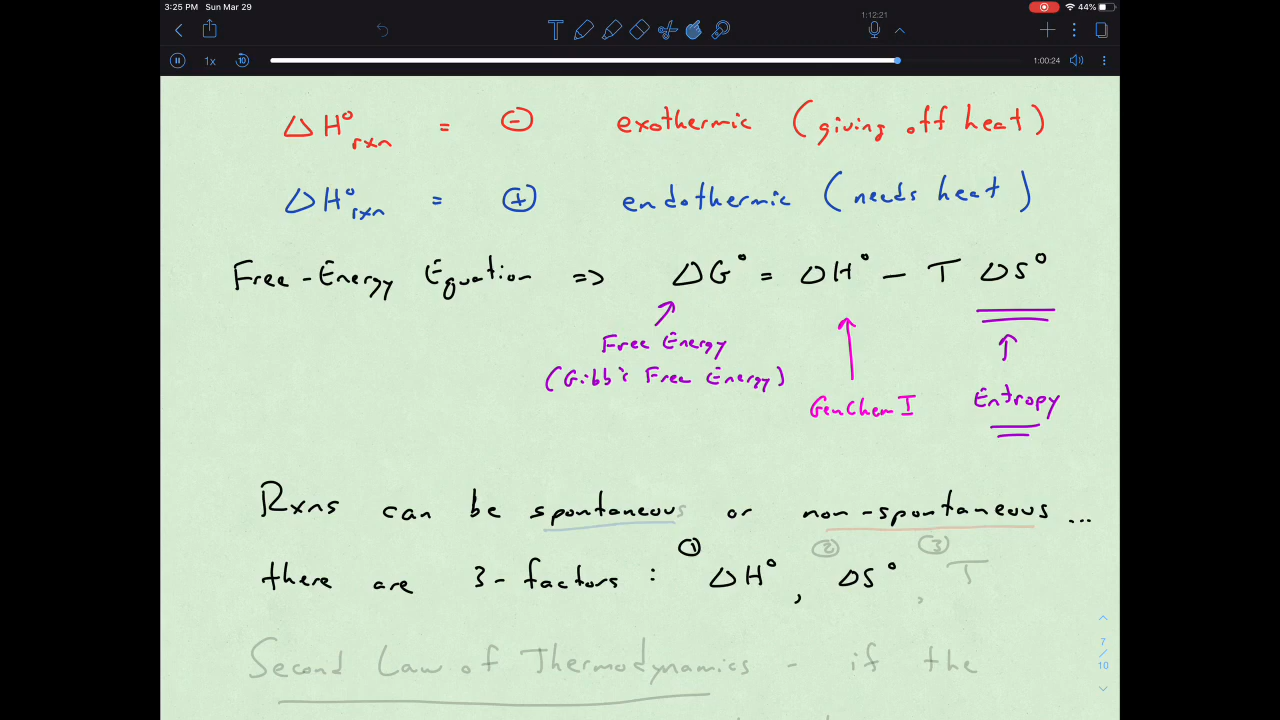 3:25 PM Sun Mar 29
44%
1:12:21
T
1x 10 1:00:24
ΔH°rxn = ⊖ exothermic (giving off heat)
ΔH°rxn = ⊕ endothermic (needs heat)
Free-Energy Equation => ΔG° = ΔH° - T ΔS°
Free Energy
(Gibb's Free Energy)
GenChem I
Entropy
Rxns can be spontaneous or non-spontaneous ...
① ② ③
there are 3-factors : ΔH°, ΔS°, T
7
/
10
Second Law of Thermodynamics - if the